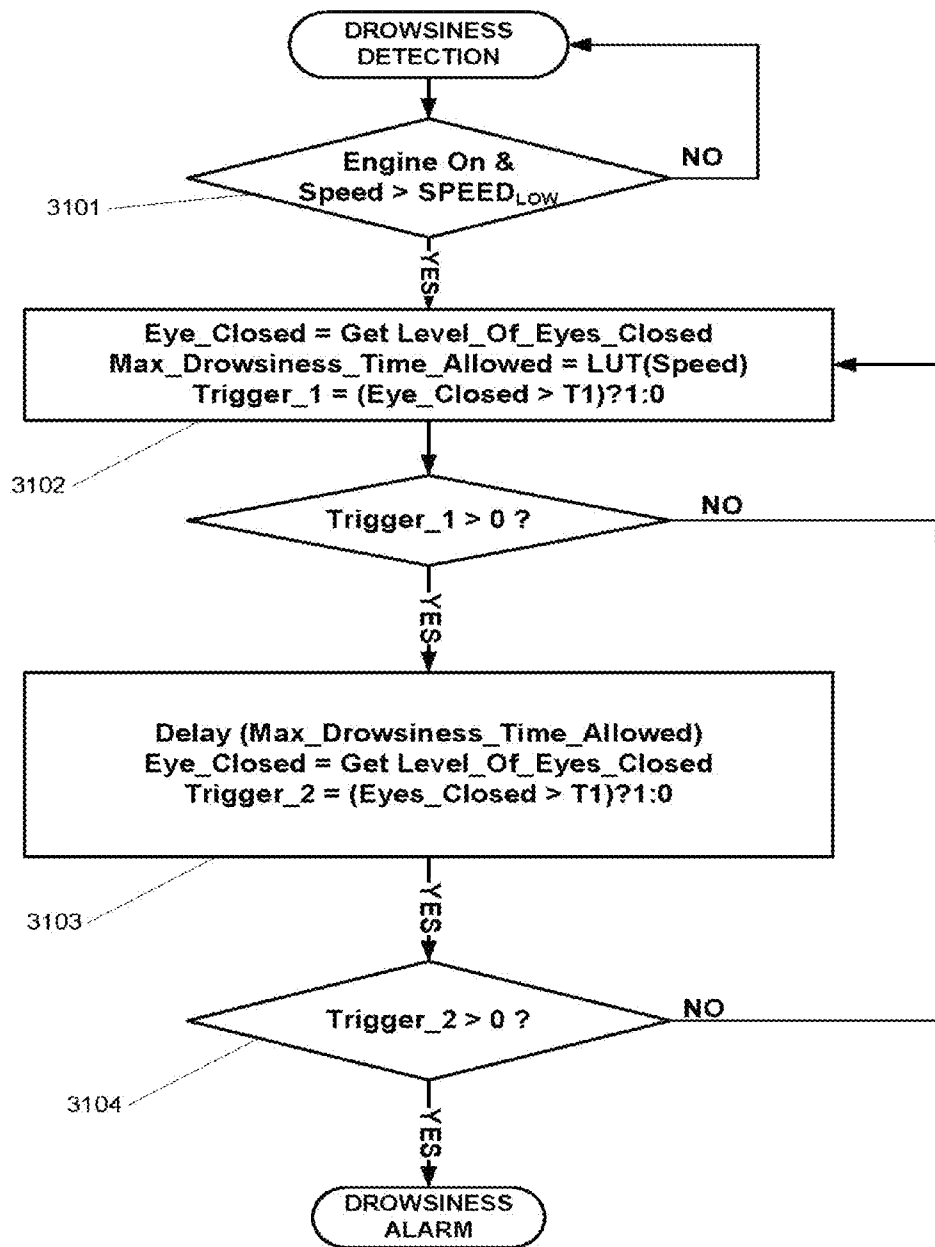 DROWSINESS
DETECTION
Engine On &
Speed > SPEEDLOW
NO
3101
YES
Eye_Closed = Get Level_Of_Eyes_Closed
Max_Drowsiness_Time_Allowed = LUT(Speed)
Trigger_1 = (Eye_Closed > T1)?1:0
3102
Trigger_1 > 0 ?
NO
YES
Delay (Max_Drowsiness_Time_Allowed)
Eye_Closed = Get Level_Of_Eyes_Closed
Trigger_2 = (Eyes_Closed > T1)?1:0
3103
YES
Trigger_2 > 0 ?
NO
3104
YES
DROWSINESS
ALARM